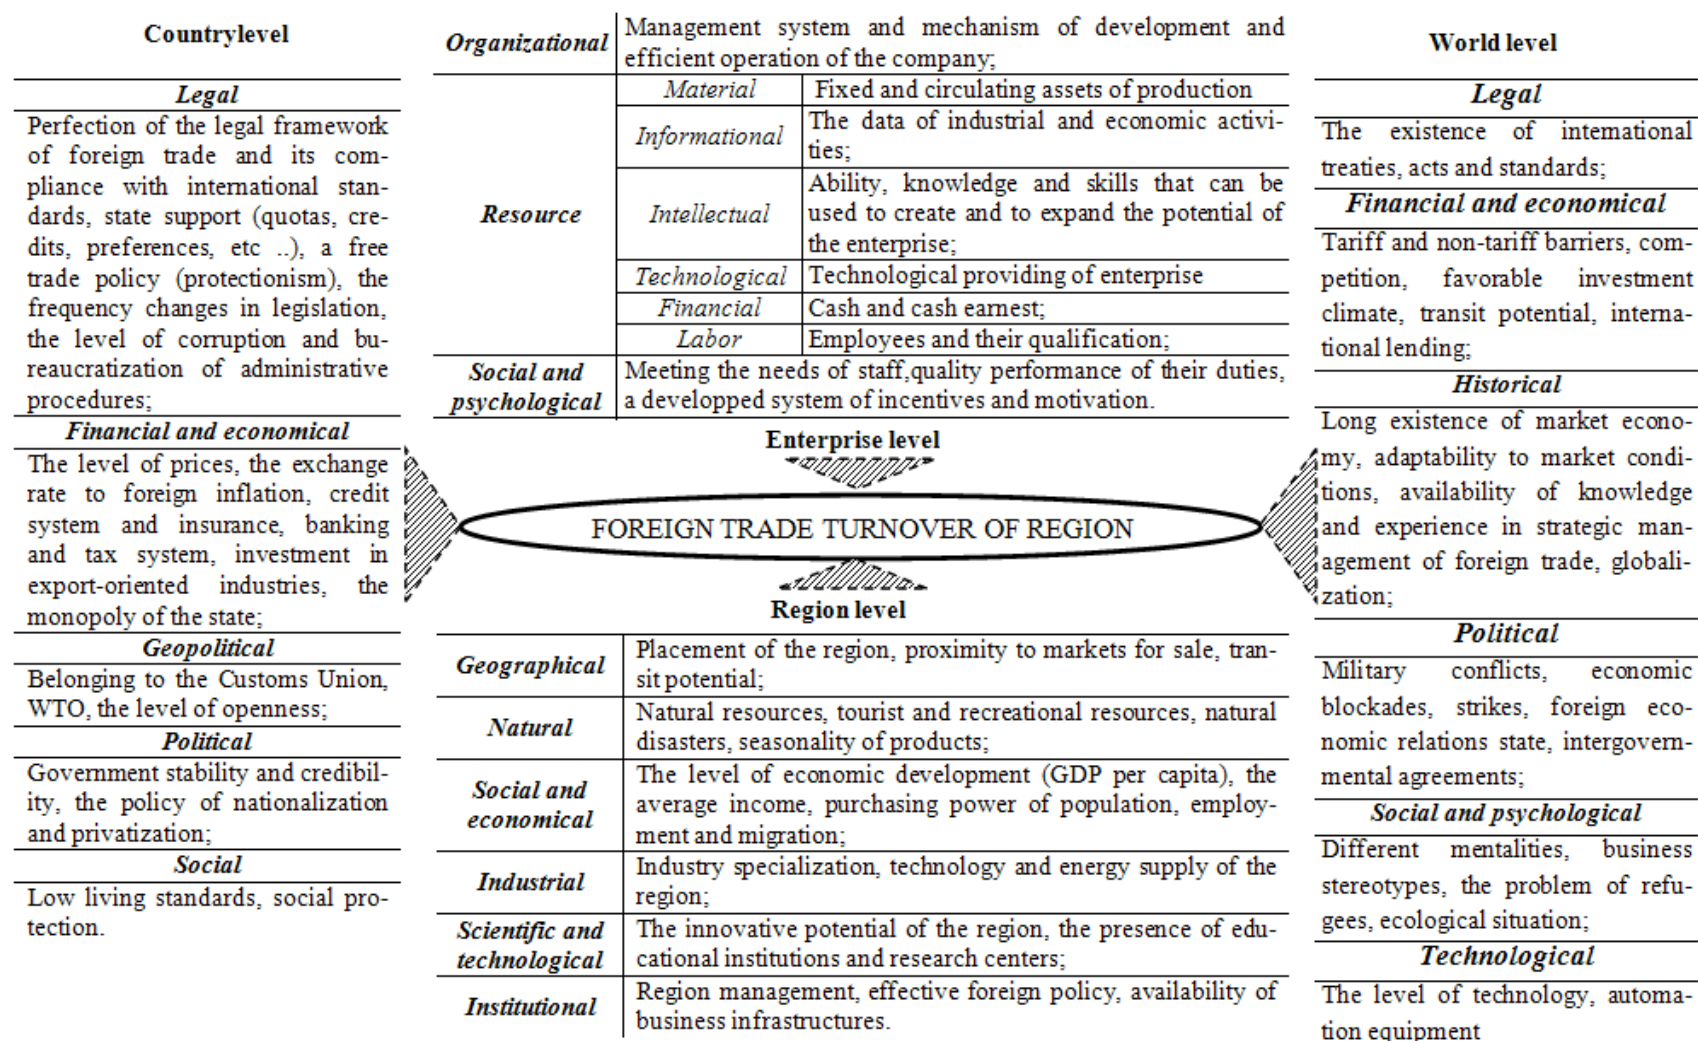 Countrylevel
Legal
Perfection of the legal framework
of foreign trade and its com-
pliance with international stan-
dards, state support (quotas, cre-
dits, preferences, etc ..), a free
trade policy (protectionism), the
frequency changes in legislation,
the level of corruption and bu-
reaucratization of administrative
procedures;
Financial and economical
The level of prices, the exchange
rate to foreign inflation, credit
system and insurance, banking
and tax system, investment in
export-oriented industries, the
monopoly of the state;
Geopolitical
Belonging to the Customs Union,
WTO, the level of openness;
Political
Government stability and credibil-
ity, the policy of nationalization
and privatization;
Social
Low living standards, social pro-
tection.
Organizational
Management system and mechanism of development and
efficient operation of the company;
Resource
Material
Fixed and circulating assets of production
Informational
The data of industrial and economic activi-
ties;
Intellectual
Ability, knowledge and skills that can be
used to create and to expand the potential of
the enterprise;
Technological
Technological providing of enterprise
Financial
Cash and cash earnest;
Labor
Employees and their qualification;
Social and
psychological
Meeting the needs of staff,quality performance of their duties,
a developped system of incentives and motivation.
Enterprise level
FOREIGN TRADE TURNOVER OF REGION
Region level
Geographical
Placement of the region, proximity to markets for sale, tran-
sit potential;
Natural
Natural resources, tourist and recreational resources, natural
disasters, seasonality of products;
Social and
economical
The level of economic development (GDP per capita), the
average income, purchasing power of population, employ-
ment and migration;
Industrial
Industry specialization, technology and energy supply of the
region;
Scientific and
technological
The innovative potential of the region, the presence of edu-
cational institutions and research centers;
Institutional
Region management, effective foreign policy, availability of
business infrastructures.
World level
Legal
The existence of international
treaties, acts and standards;
Financial and economical
Tariff and non-tariff barriers, com-
petition, favorable investment
climate, transit potential, interna-
tional lending;
Historical
Long existence of market econo-
my, adaptability to market condi-
tions, availability of knowledge
and experience in strategic man-
agement of foreign trade, globali-
zation;
Political
Military conflicts, economic
blockades, strikes, foreign eco-
nomic relations state, intergovern-
mental agreements;
Social and psychological
Different mentalities, business
stereotypes, the problem of refu-
gees, ecological situation;
Technological
The level of technology, automa-
tion equipment